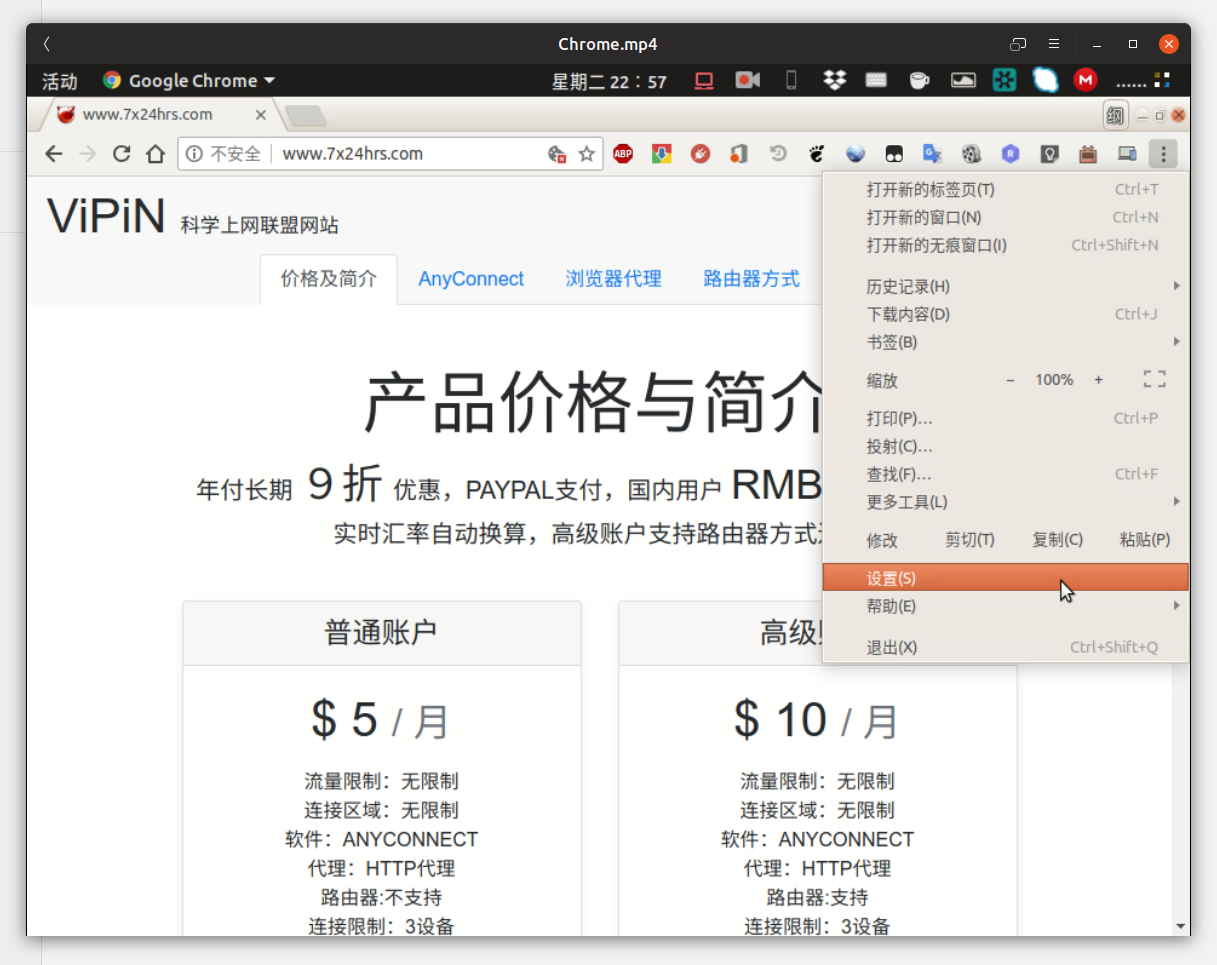 Chrome.mp4
活动 Google Chrome 星期二 22：57
www.7x24hrs.com 纲
不安全 www.7x24hrs.com ABP
ViPiN 科学上网联盟网站
价格及简介 AnyConnect 浏览器代理 路由器方式
产品价格与简介
年付长期 9 折 优惠，PAYPAL支付，国内用户 RMB
实时汇率自动换算，高级账户支持路由器方式
普通账户
$ 5 / 月
流量限制：无限制
连接区域：无限制
软件：ANYCONNECT
代理：HTTP代理
路由器:不支持
连接限制：3设备
高级
$ 10 / 月
流量限制：无限制
连接区域：无限制
软件：ANYCONNECT
代理：HTTP代理
路由器:支持
连接限制：3设备
打开新的标签页(T) Ctrl+T
打开新的窗口(N) Ctrl+N
打开新的无痕窗口(I) Ctrl+Shift+N
历史记录(H)
下载内容(D) Ctrl+J
书签(B)
缩放 − 100% +
打印(P)... Ctrl+P
投射(C)...
查找(F)... Ctrl+F
更多工具(L)
修改 剪切(T) 复制(C) 粘贴(P)
设置(S)
帮助(E)
退出(X) Ctrl+Shift+Q